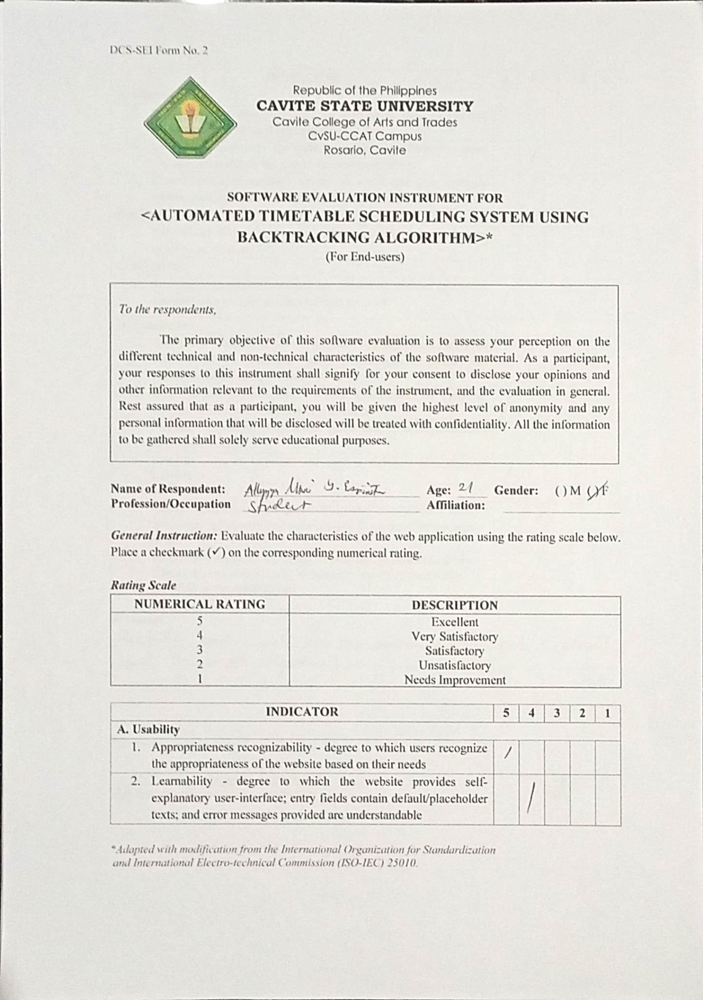 DCS-SEI Form No. 2
Republic of the Philippines
CAVITE STATE UNIVERSITY
Cavite College of Arts and Trades
CvSU-CCAT Campus
Rosario, Cavite
SOFTWARE EVALUATION INSTRUMENT FOR
<AUTOMATED TIMETABLE SCHEDULING SYSTEM USING
BACKTRACKING ALGORITHM>*
(For End-users)
To the respondents,
The primary objective of this software evaluation is to assess your perception on the
different technical and non-technical characteristics of the software material. As a participant,
your responses to this instrument shall signify for your consent to disclose your opinions and
other information relevant to the requirements of the instrument, and the evaluation in general.
Rest assured that as a participant, you will be given the highest level of anonymity and any
personal information that will be disclosed will be treated with confidentiality. All the information
to be gathered shall solely serve educational purposes.
Name of Respondent: Y. Age: 21 Gender: ( ) M (/) F
Profession/Occupation Student Affiliation:
General Instruction: Evaluate the characteristics of the web application using the rating scale below.
Place a checkmark (✓) on the corresponding numerical rating.
Rating Scale
NUMERICAL RATING DESCRIPTION
5 Excellent
4 Very Satisfactory
3 Satisfactory
2 Unsatisfactory
1 Needs Improvement
INDICATOR 5 4 3 2 1
A. Usability
1. Appropriateness recognizability - degree to which users recognize /
the appropriateness of the website based on their needs
2. Learnability - degree to which the website provides self-
explanatory user-interface; entry fields contain default/placeholder /
texts; and error messages provided are understandable
*Adapted with modification from the International Organization for Standardization
and International Electro-technical Commission (ISO-IEC) 25010.